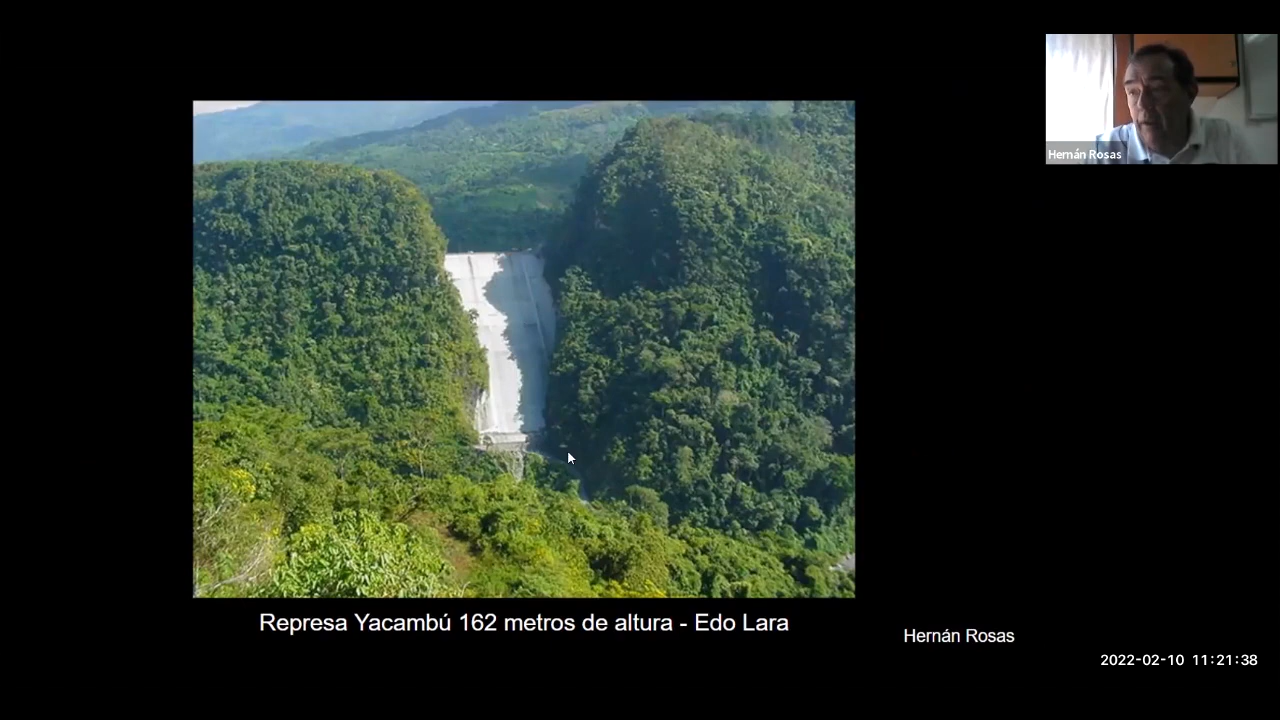 Hernán Rosas
Represa Yacambú 162 metros de altura - Edo Lara
Hernán Rosas
2022-02-10 11:21:38